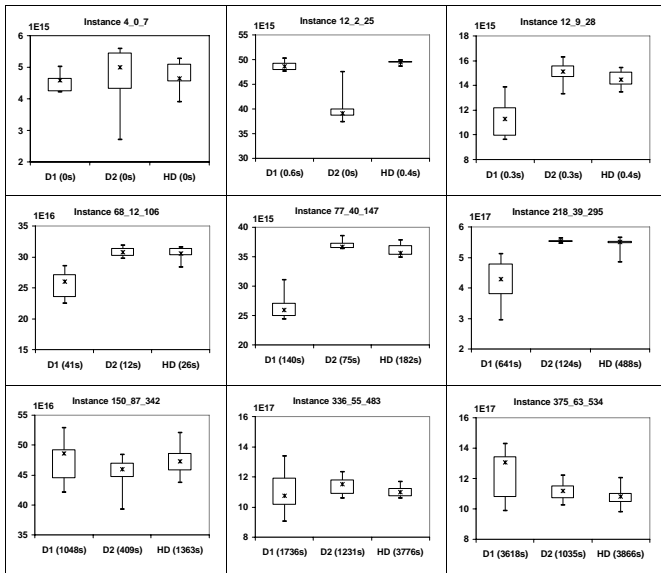 1E15 Instance 4_0_7
6
5
4
3
2
D1 (0s) D2 (0s) HD (0s)
1E15 Instance 12_2_25
55
50
45
40
35
30
D1 (0.6s) D2 (0s) HD (0.4s)
1E15 Instance 12_9_28
18
16
14
12
10
8
D1 (0.3s) D2 (0.3s) HD (0.4s)
1E16 Instance 68_12_106
35
30
25
20
15
D1 (41s) D2 (12s) HD (26s)
1E15 Instance 77_40_147
40
35
30
25
20
D1 (140s) D2 (75s) HD (182s)
1E17 Instance 218_39_295
6
5
4
3
2
D1 (641s) D2 (124s) HD (488s)
1E16 Instance 150_87_342
55
50
45
40
35
D1 (1048s) D2 (409s) HD (1363s)
1E17 Instance 336_55_483
16
14
12
10
8
D1 (1736s) D2 (1231s) HD (3776s)
1E17 Instance 375_63_534
16
14
12
10
8
D1 (3618s) D2 (1035s) HD (3866s)